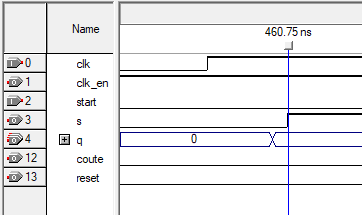 Name
460.75 ns
0 clk
1 clk_en
2 start
3 s
4 + q 0
12 coute
13 reset